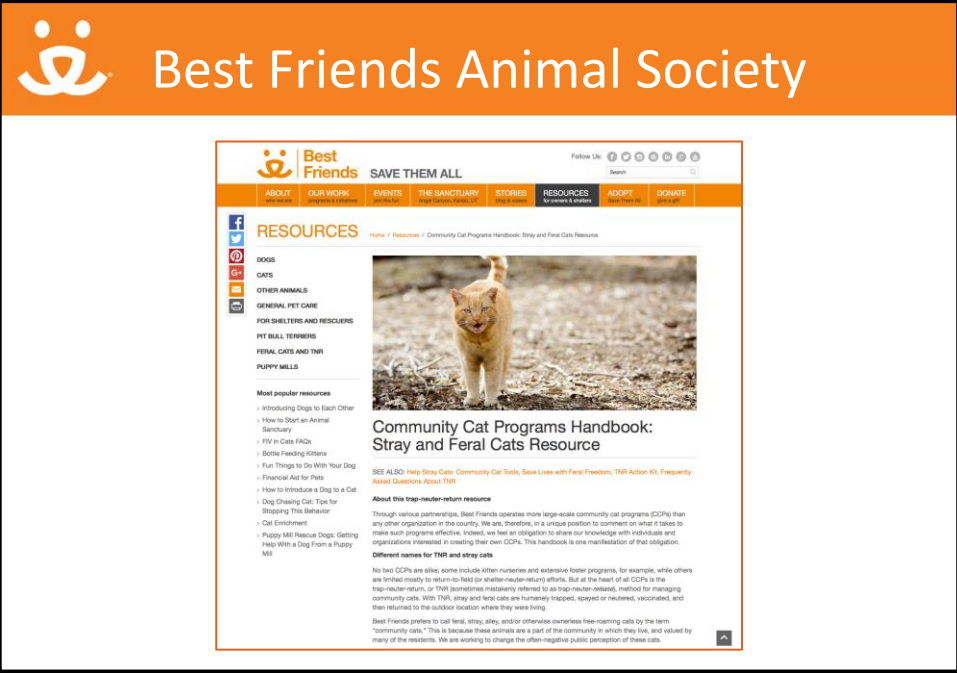 Best Friends Animal Society
Best
Friends
SAVE THEM ALL
Follow Us:
Search
ABOUT
who we are
OUR WORK
programs & initiatives
EVENTS
join the fun
THE SANCTUARY
Angel Canyon, Kanab, UT
STORIES
blog & videos
RESOURCES
for owners & shelters
ADOPT
Save Them All
DONATE
give a gift
RESOURCES
Home / Resources / Community Cat Programs Handbook: Stray and Feral Cats Resource
DOGS
CATS
OTHER ANIMALS
GENERAL PET CARE
FOR SHELTERS AND RESCUERS
PIT BULL TERRIERS
FERAL CATS AND TNR
PUPPY MILLS
Most popular resources
Introducing Dogs to Each Other
How to Start an Animal
Sanctuary
FIV in Cats FAQs
Bottle Feeding Kittens
Fun Things to Do With Your Dog
Financial Aid for Pets
How to Introduce a Dog to a Cat
Dog Chasing Cat: Tips for
Stopping This Behavior
Cat Enrichment
Puppy Mill Rescue Dogs: Getting
Help With a Dog From a Puppy
Mill
Community Cat Programs Handbook:
Stray and Feral Cats Resource
SEE ALSO: Help Stray Cats: Community Cat Tools, Save Lives with Feral Freedom, TNR Action Kit, Frequently
Asked Questions About TNR
About this trap-neuter-return resource
Through various partnerships, Best Friends operates more large-scale community cat programs (CCPs) than
any other organization in the country. We are, therefore, in a unique position to comment on what it takes to
make such programs effective. Indeed, we feel an obligation to share our knowledge with individuals and
organizations interested in creating their own CCPs. This handbook is one manifestation of that obligation.
Different names for TNR and stray cats
No two CCPs are alike; some include kitten nurseries and extensive foster programs, for example, while others
are limited mostly to return-to-field (or shelter-neuter-return) efforts. But at the heart of all CCPs is the
trap-neuter-return, or TNR (sometimes mistakenly referred to as trap-neuter-release), method for managing
community cats. With TNR, stray and feral cats are humanely trapped, spayed or neutered, vaccinated, and
then returned to the outdoor location where they were living.
Best Friends prefers to call feral, stray, alley, and/or otherwise ownerless free-roaming cats by the term
"community cats." This is because these animals are a part of the community in which they live, and valued by
many of the residents. We are working to change the often-negative public perception of these cats.